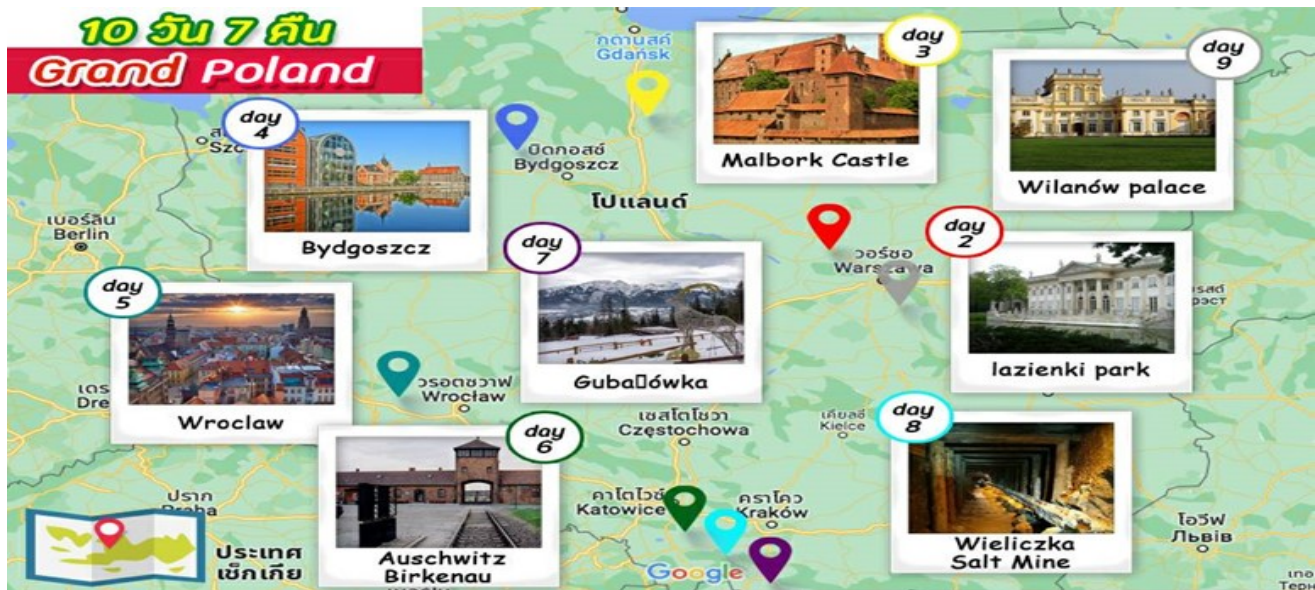 10 วัน 7 คืน
Grand Poland
กดานสค์
Gdańsk
day
3
Malbork Castle
day
9
Wilanów palace
day
4
Bydgoszcz
บิดกอสช์
Bydgoszcz
โปแลนด์
เบอร์ลิน
Berlin
day
7
Guba□ówka
วอร์ซอ
Warszawa
day
2
lazienki park
day
5
Wroclaw
วรอตซวาฟ
Wrocław
เชสโตโชวา
Częstochowa
เคียลซี
Kielce
day
8
Wieliczka
Salt Mine
day
6
Auschwitz
Birkenau
คาโตไวซ์
Katowice
คราโคว
Kraków
ปราก
Praha
ประเทศ
เช็กเกีย
Google
โอวีฟ
Львів